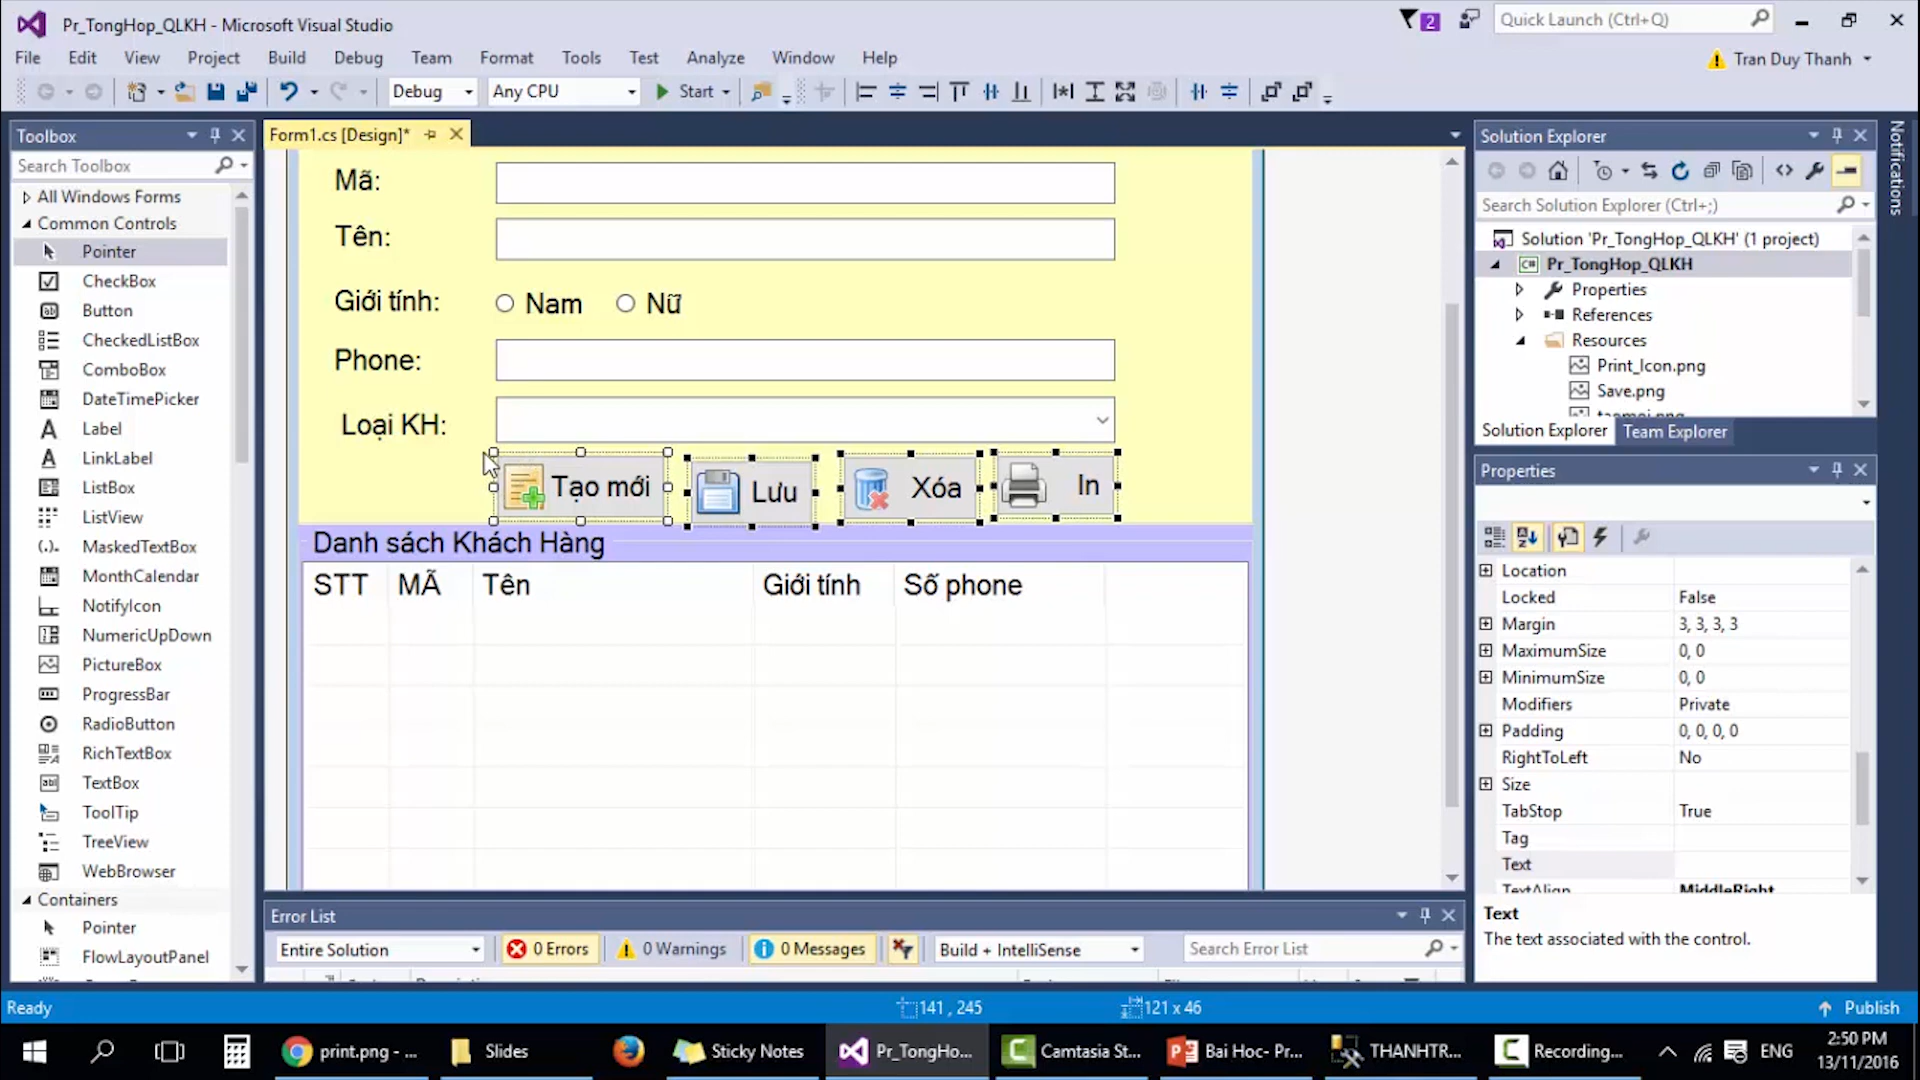 Pr_TongHop_QLKH - Microsoft Visual Studio
2
Quick Launch (Ctrl+Q)
File Edit View Project Build Debug Team Format Tools Test Analyze Window Help
Tran Duy Thanh
Debug Any CPU Start
Toolbox
Search Toolbox
All Windows Forms
Common Controls
Pointer
CheckBox
Button
CheckedListBox
ComboBox
DateTimePicker
Label
LinkLabel
ListBox
ListView
MaskedTextBox
MonthCalendar
NotifyIcon
NumericUpDown
PictureBox
ProgressBar
RadioButton
RichTextBox
TextBox
ToolTip
TreeView
WebBrowser
Containers
Pointer
FlowLayoutPanel
Form1.cs [Design]*
Mã:
Tên:
Giới tính: Nam Nữ
Phone:
Loại KH:
Tạo mới Lưu Xóa In
Danh sách Khách Hàng
STT MÃ Tên Giới tính Số phone
Error List
Entire Solution 0 Errors 0 Warnings 0 Messages Build + IntelliSense Search Error List
Solution Explorer
Search Solution Explorer (Ctrl+;)
Solution 'Pr_TongHop_QLKH' (1 project)
Pr_TongHop_QLKH
Properties
References
Resources
Print_Icon.png
Save.png
taomoi.png
Solution Explorer Team Explorer
Properties
Location
Locked False
Margin 3, 3, 3, 3
MaximumSize 0, 0
MinimumSize 0, 0
Modifiers Private
Padding 0, 0, 0, 0
RightToLeft No
Size
TabStop True
Tag
Text
TextAlign MiddleRight
Text
The text associated with the control.
Notifications
Ready 141 , 245 121 x 46 Publish
print.png - ... Slides Sticky Notes Pr_TongHo... Camtasia St... Bai Hoc- Pr... THANHTR... Recording... ENG
2:50 PM
13/11/2016